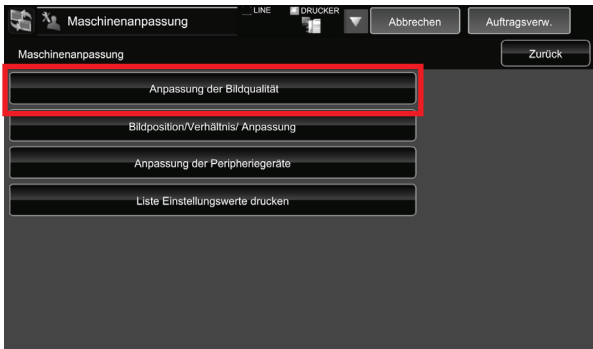 Maschinenanpassung
LINE
DRUCKER
Abbrechen
Auftragsverw.
Maschinenanpassung
Zurück
Anpassung der Bildqualität
Bildposition/Verhältnis/ Anpassung
Anpassung der Peripheriegeräte
Liste Einstellungswerte drucken